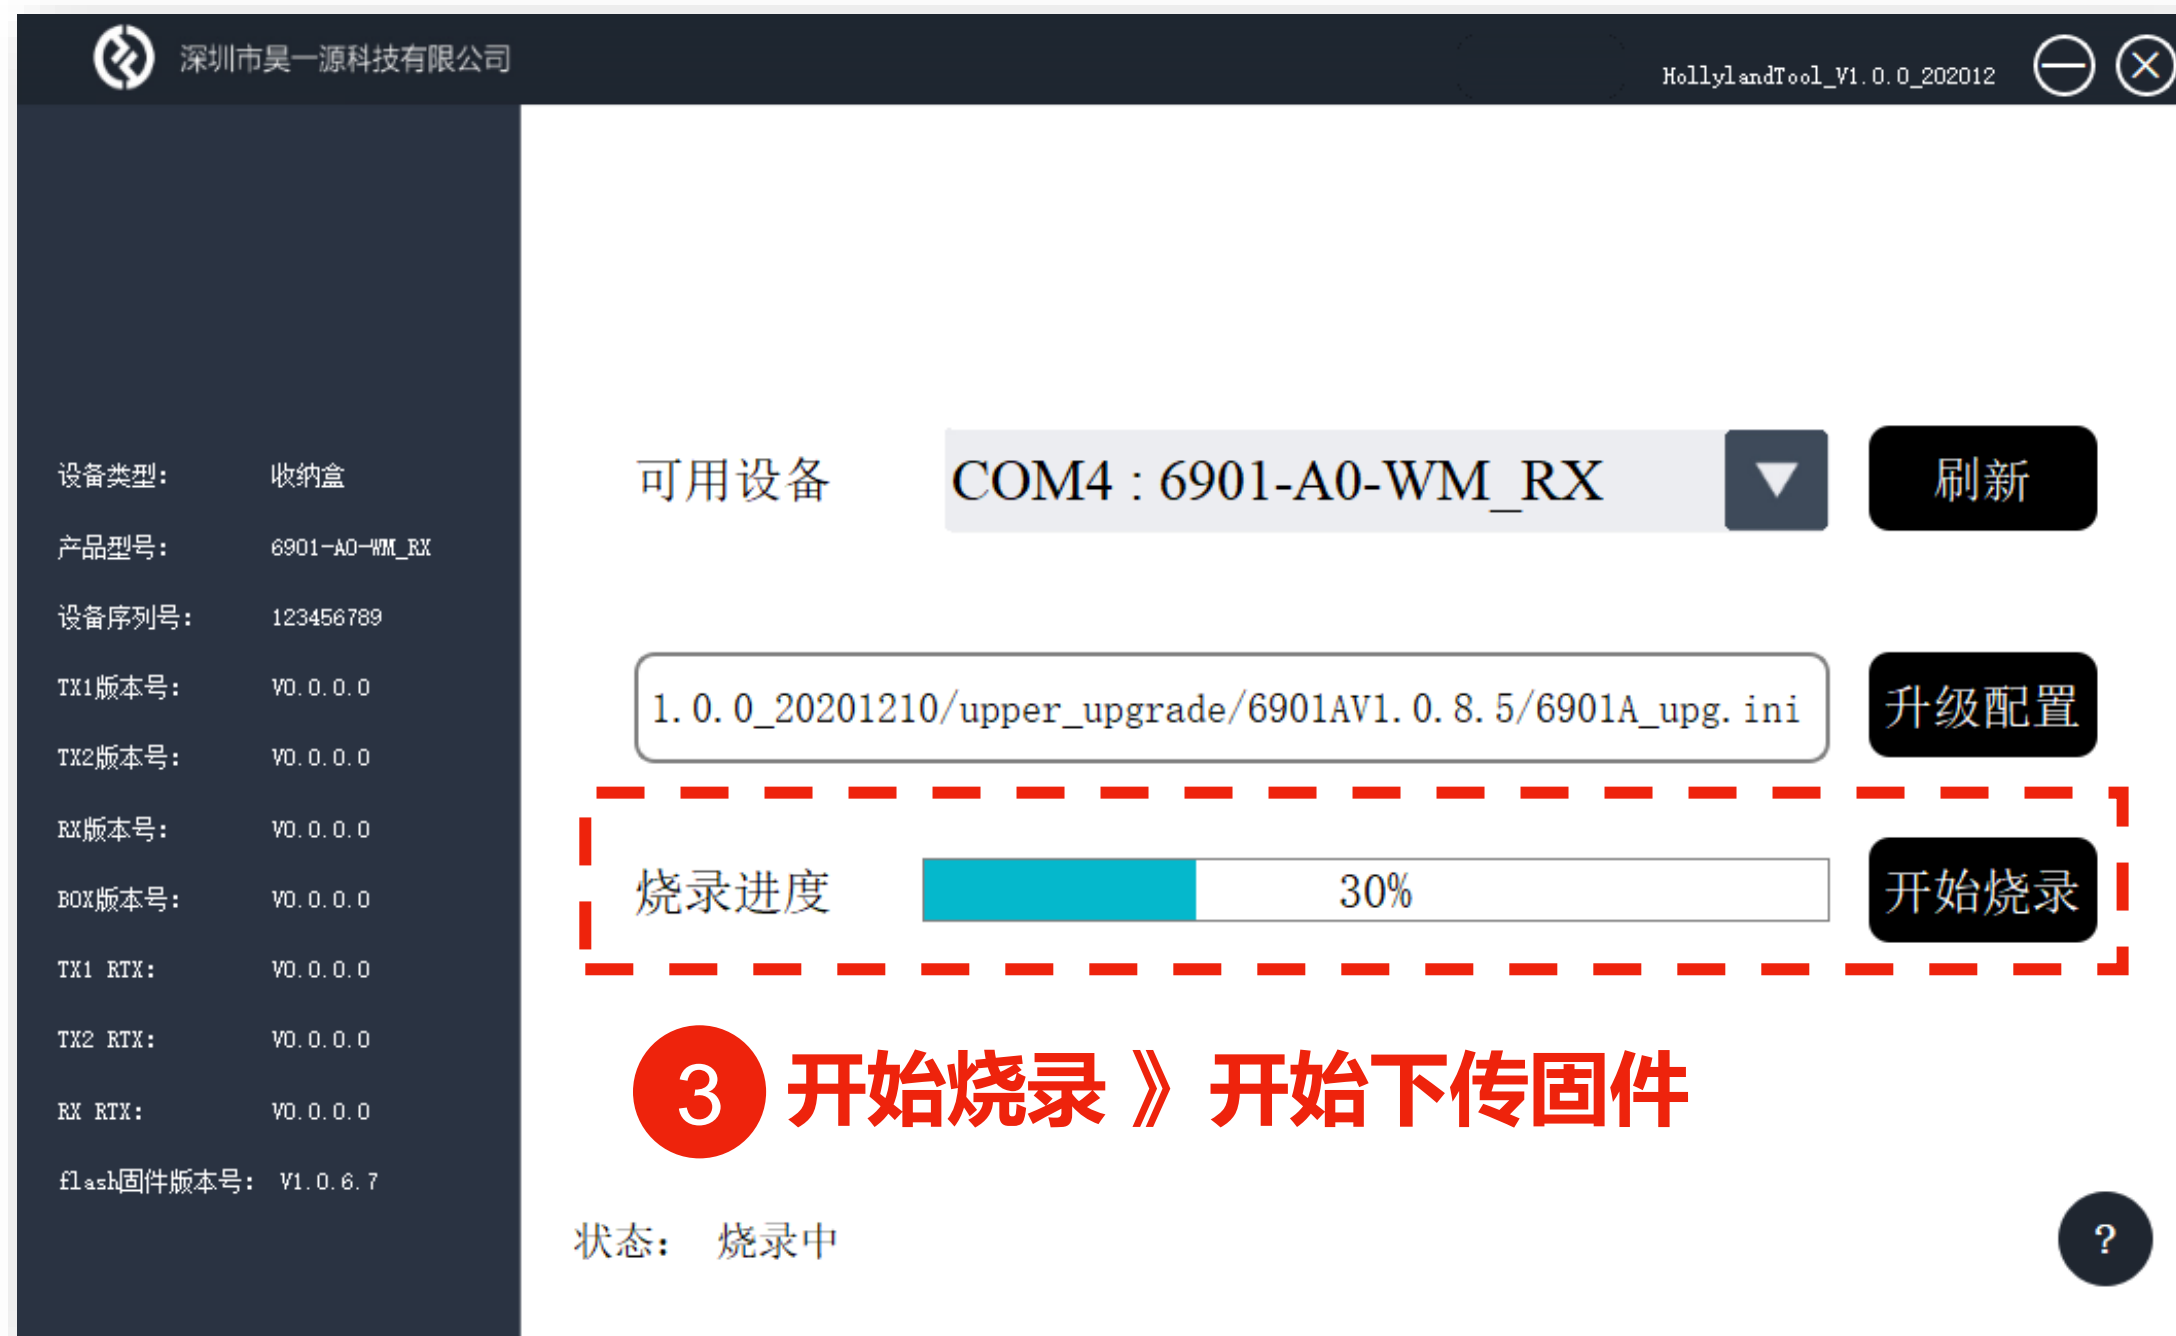 深圳市昊一源科技有限公司
HollylandTool_V1.0.0_202012
设备类型: 收纳盒
产品型号: 6901-A0-WM_RX
设备序列号: 123456789
TX1版本号: V0.0.0.0
TX2版本号: V0.0.0.0
RX版本号: V0.0.0.0
BOX版本号: V0.0.0.0
TX1 RTX: V0.0.0.0
TX2 RTX: V0.0.0.0
RX RTX: V0.0.0.0
flash固件版本号: V1.0.6.7
可用设备 COM4 : 6901-A0-WM_RX 刷新
1.0.0_20201210/upper_upgrade/6901AV1.0.8.5/6901A_upg.ini 升级配置
烧录进度 30% 开始烧录
3 开始烧录 》开始下传固件
状态: 烧录中
?